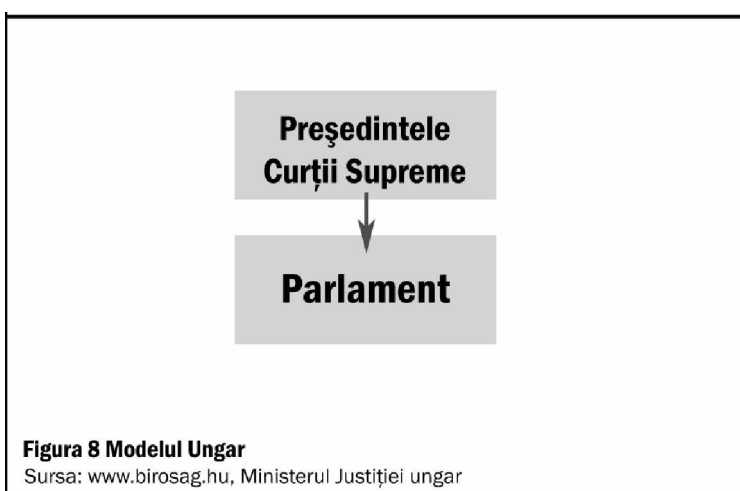 Preşedintele
Curţii Supreme
Parlament
Figura 8 Modelul Ungar
Sursa: www.birosag.hu, Ministerul Justiţiei ungar